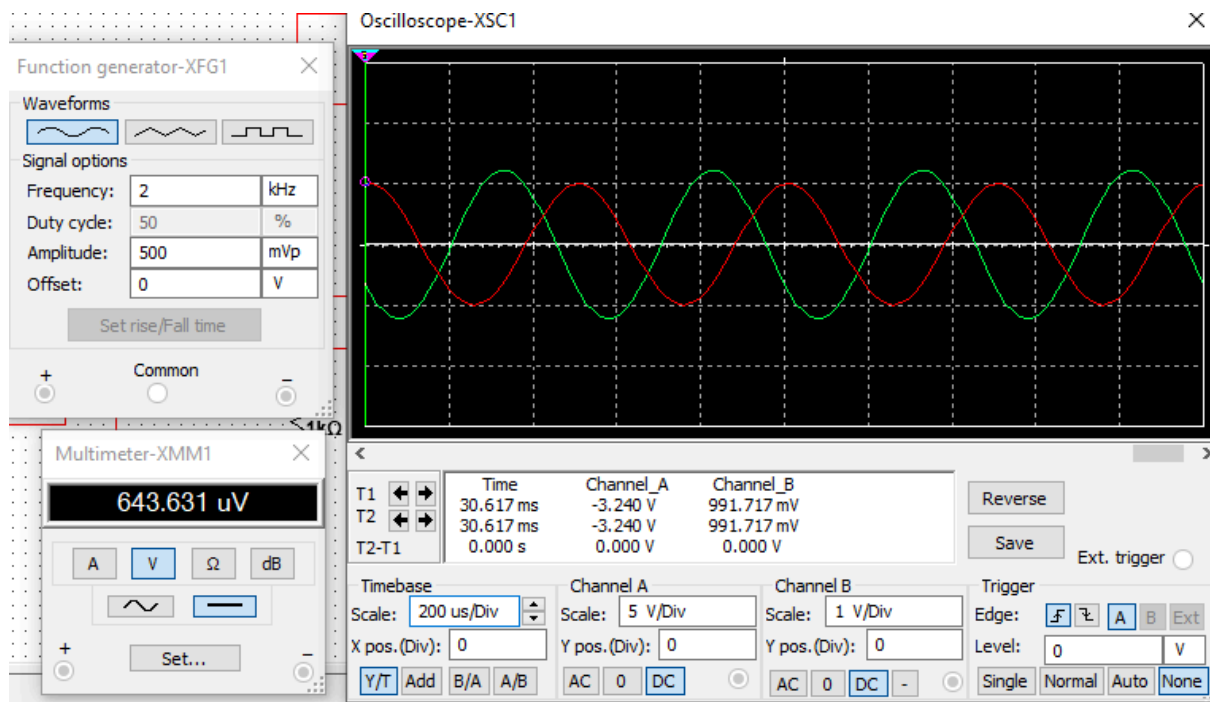 Oscilloscope-XSC1
Function generator-XFG1
Waveforms
Signal options
Frequency: 2 kHz
Duty cycle: 50 %
Amplitude: 500 mVp
Offset: 0 V
Set rise/Fall time
+ Common −
1kΩ
Multimeter-XMM1
643.631 uV
A V Ω dB
+ Set... −
Time Channel_A Channel_B
T1 30.617 ms -3.240 V 991.717 mV
T2 30.617 ms -3.240 V 991.717 mV
T2-T1 0.000 s 0.000 V 0.000 V
Reverse
Save
Ext. trigger
Timebase
Scale: 200 us/Div
X pos.(Div): 0
Y/T Add B/A A/B
Channel A
Scale: 5 V/Div
Y pos.(Div): 0
AC 0 DC
Channel B
Scale: 1 V/Div
Y pos.(Div): 0
AC 0 DC -
Trigger
Edge: A B Ext
Level: 0 V
Single Normal Auto None